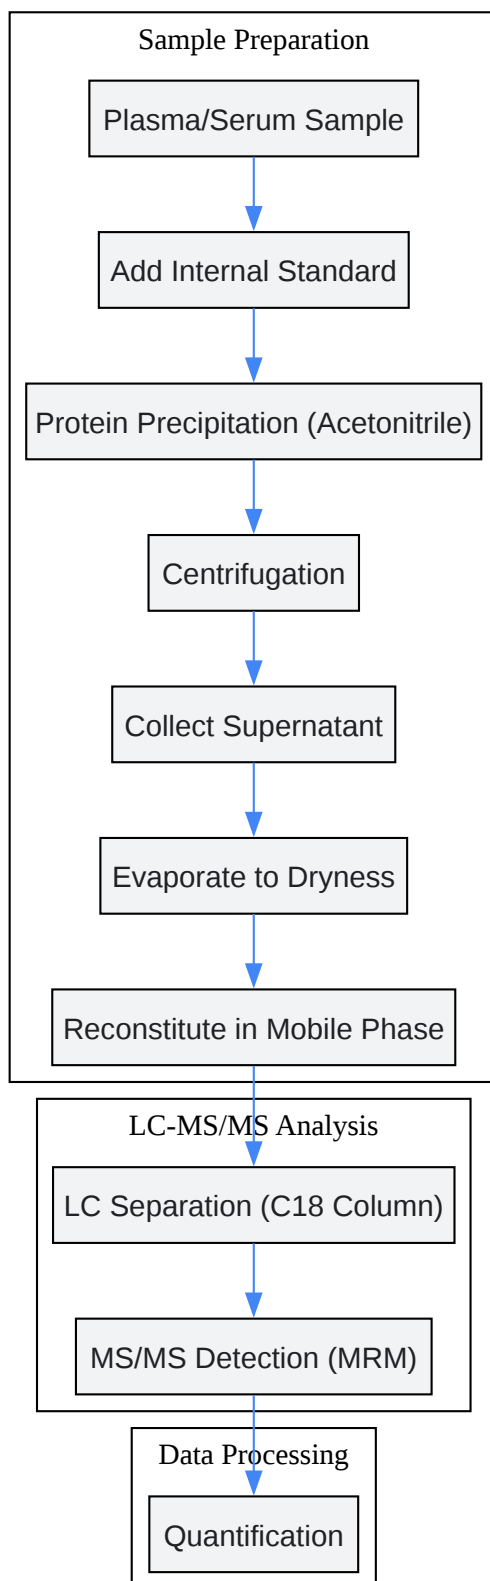 Sample Preparation
Plasma/Serum Sample
Add Internal Standard
Protein Precipitation (Acetonitrile)
Centrifugation
Collect Supernatant
Evaporate to Dryness
Reconstitute in Mobile Phase
LC-MS/MS Analysis
LC Separation (C18 Column)
MS/MS Detection (MRM)
Data Processing
Quantification